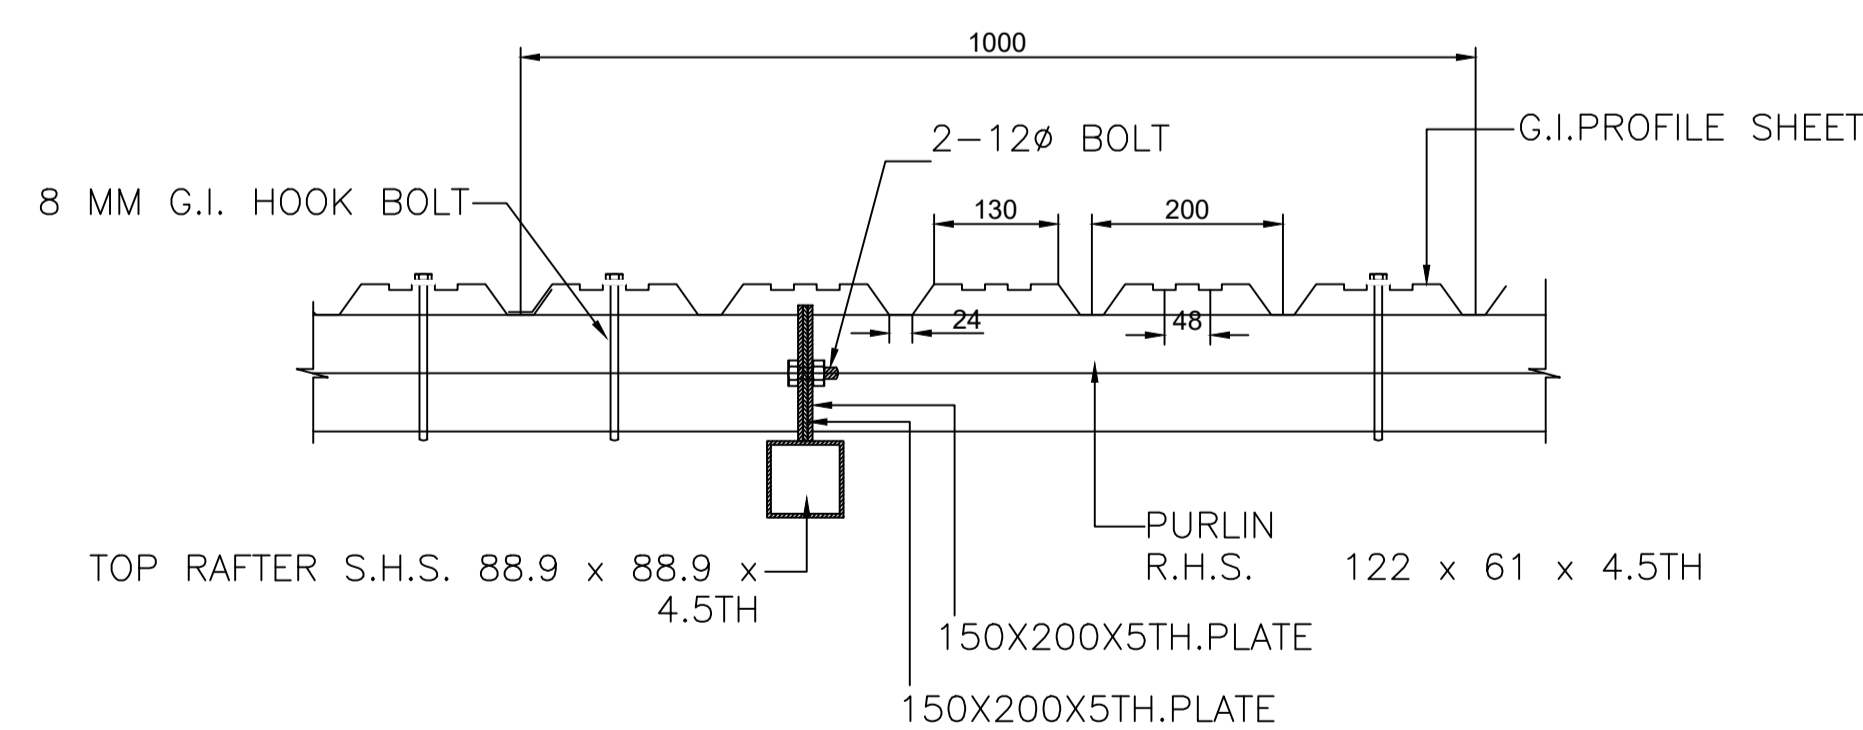 1000
2-12ø BOLT
G.I.PROFILE SHEET
8 MM G.I. HOOK BOLT
130
200
24
48
PURLIN
R.H.S. 122 x 61 x 4.5TH
TOP RAFTER S.H.S. 88.9 x 88.9 x
4.5TH
150X200X5TH.PLATE
150X200X5TH.PLATE